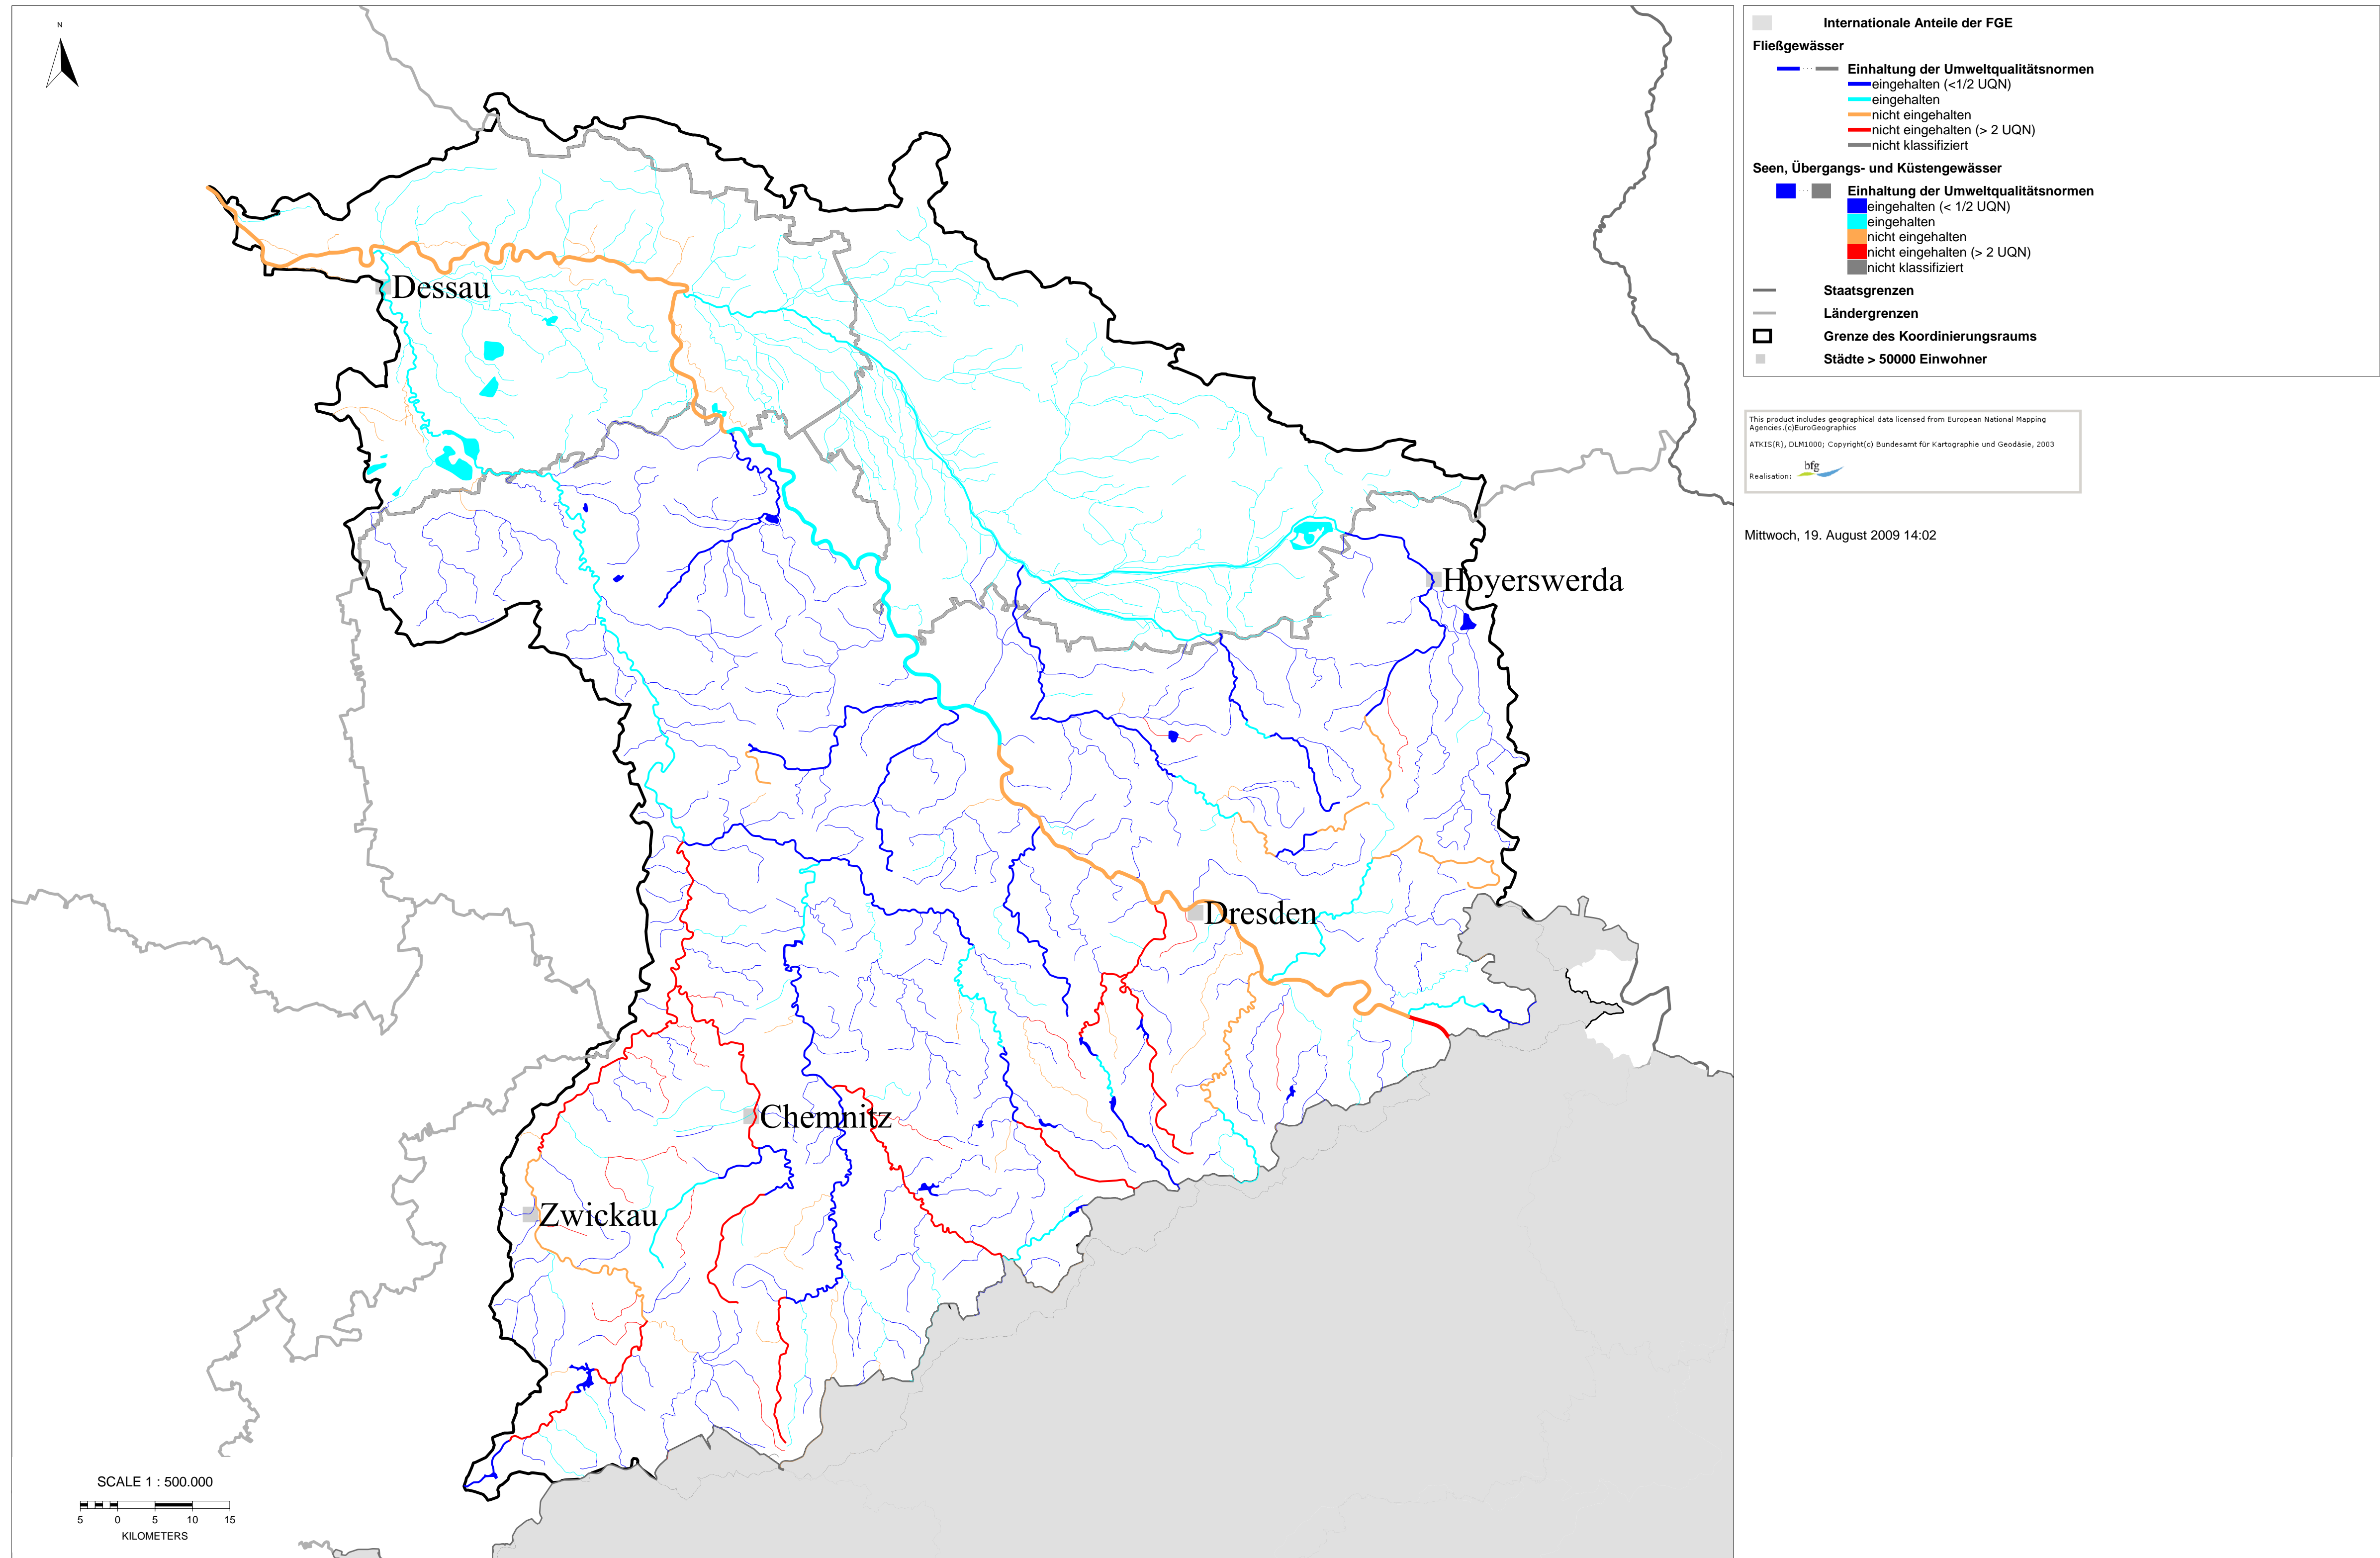 N
Dessau
Hoyerswerda
Dresden
Chemnitz
Zwickau
SCALE 1 : 500.000
5 0 5 10 15
KILOMETERS
Internationale Anteile der FGE
Fließgewässer
Einhaltung der Umweltqualitätsnormen
eingehalten (<1/2 UQN)
eingehalten
nicht eingehalten
nicht eingehalten (> 2 UQN)
nicht klassifiziert
Seen, Übergangs- und Küstengewässer
Einhaltung der Umweltqualitätsnormen
eingehalten (< 1/2 UQN)
eingehalten
nicht eingehalten
nicht eingehalten (> 2 UQN)
nicht klassifiziert
Staatsgrenzen
Ländergrenzen
Grenze des Koordinierungsraums
Städte > 50000 Einwohner
This product includes geographical data licensed from European National Mapping
Agencies.(c)EuroGeographics
ATKIS(R), DLM1000; Copyright(c) Bundesamt für Kartographie und Geodäsie, 2003
Realisation: bfg
Mittwoch, 19. August 2009 14:02